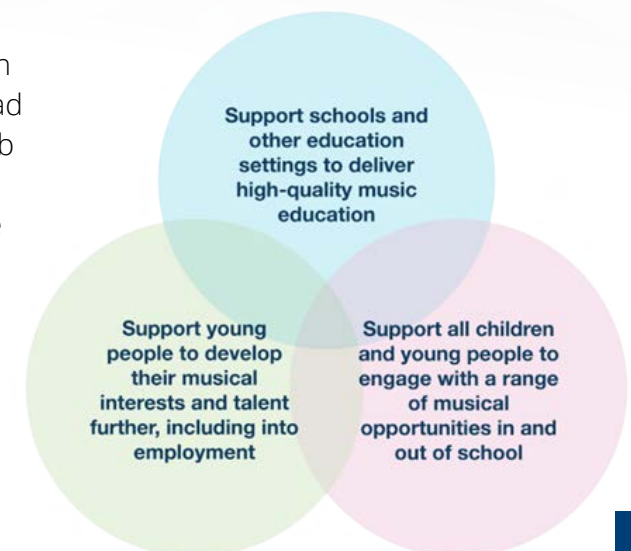 Support schools and
other education
settings to deliver
high-quality music
education
Support young
people to develop
their musical
interests and talent
further, including into
employment
Support all children
and young people to
engage with a range
of musical
opportunities in and
out of school